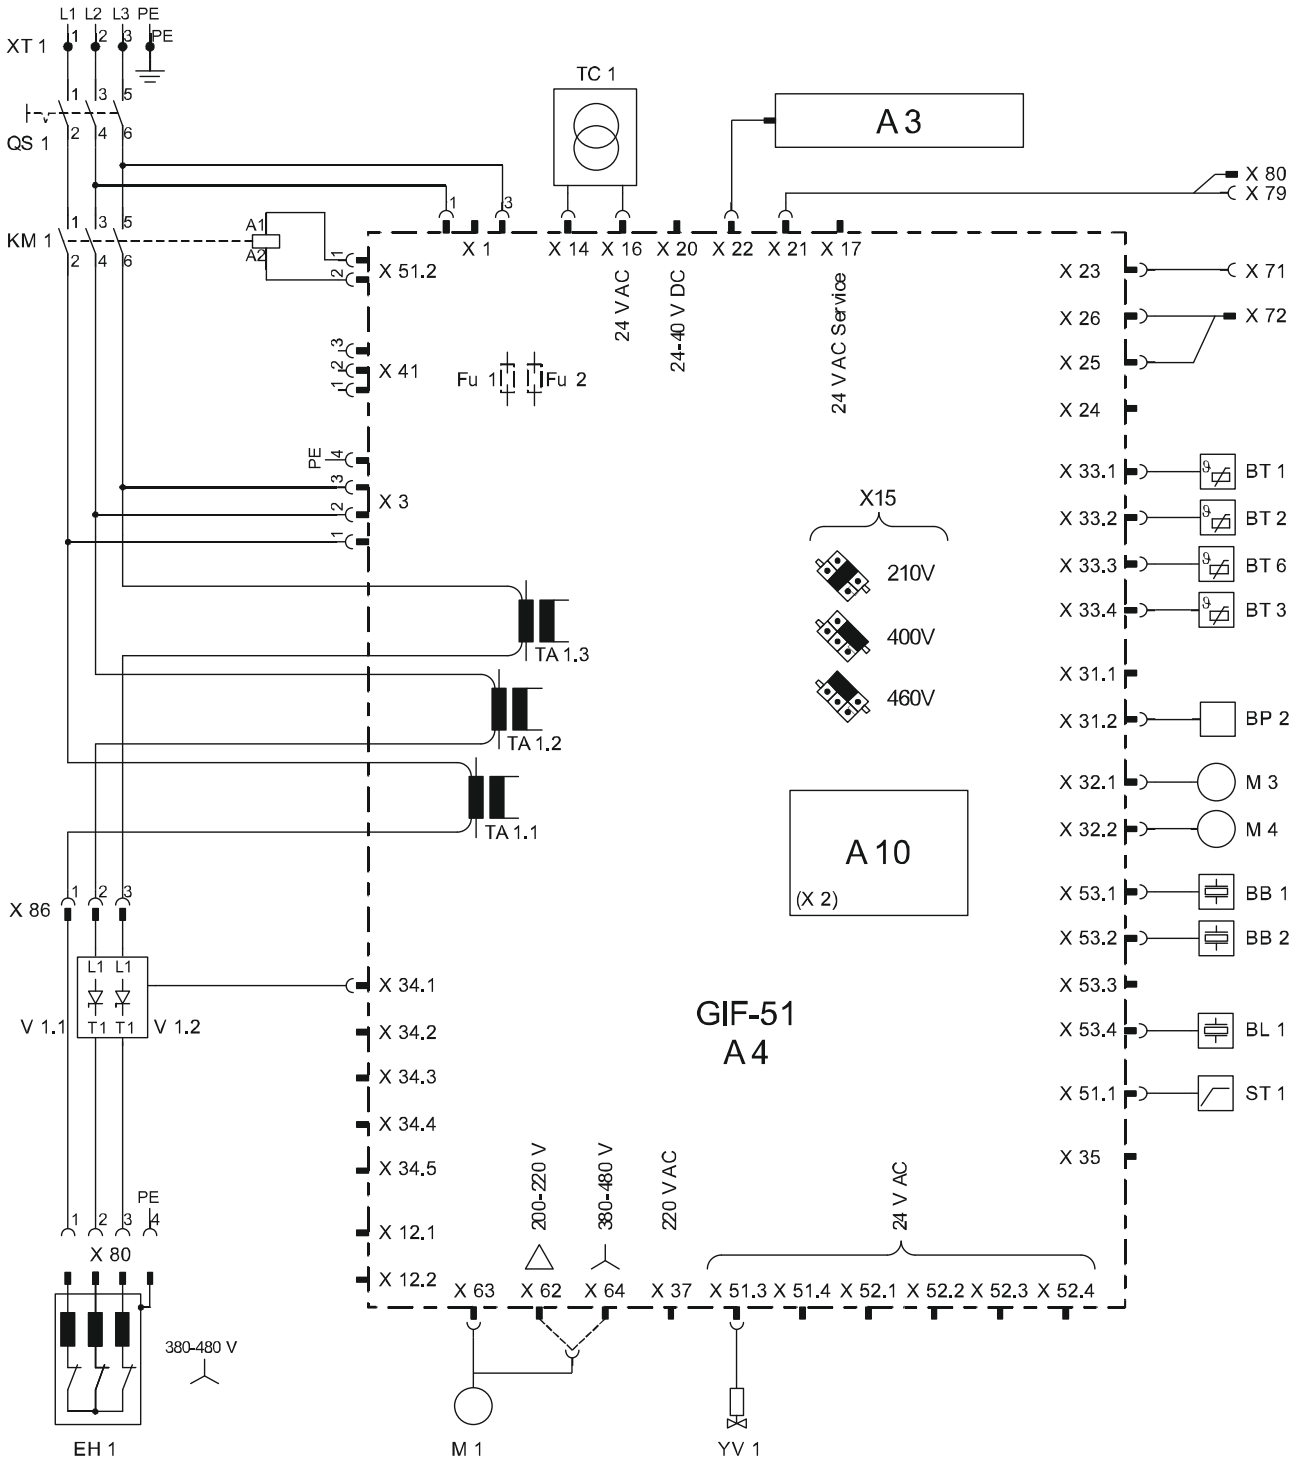 L1 L2 L3 PE
XT 1
1 2 3 PE
TC 1
A 3
1 3 5
QS 1
2 4 6
X 80
X 79
1 3
KM 1
1 3 5
2 4 6
A1
A2
1
2
X 51.2
X 1
X 14
X 16
X 20
X 22
X 21
X 17
24 V AC
24-40 V DC
24 V AC Service
X 23
X 71
X 26
X 72
X 25
X 24
3
2
1
X 41
Fu 1
Fu 2
PE
4
3
2
1
X 3
X15
210V
400V
460V
X 33.1
BT 1
X 33.2
BT 2
X 33.3
BT 6
X 33.4
BT 3
ϑ
ϑ
ϑ
ϑ
X 31.1
X 31.2
BP 2
X 32.1
M 3
X 32.2
M 4
TA 1.3
TA 1.2
TA 1.1
A 10
(X 2)
X 53.1
BB 1
X 53.2
BB 2
X 53.3
X 53.4
BL 1
X 51.1
ST 1
X 35
1 2 3
X 86
L1 L1
V 1.1
T1 T1
V 1.2
GIF-51
A 4
X 34.1
X 34.2
X 34.3
X 34.4
X 34.5
X 12.1
X 12.2
PE
1 2 3 4
X 80
200-220 V
380-480 V
220 V AC
24 V AC
X 63
X 62
X 64
X 37
X 51.3
X 51.4
X 52.1
X 52.2
X 52.3
X 52.4
380-480 V
EH 1
M 1
YV 1